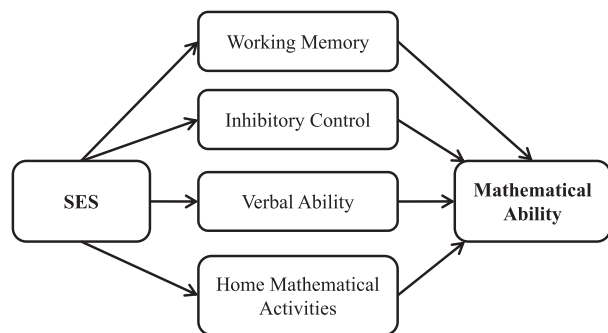 Working Memory
Inhibitory Control
SES
Verbal Ability
Mathematical
Ability
Home Mathematical
Activities